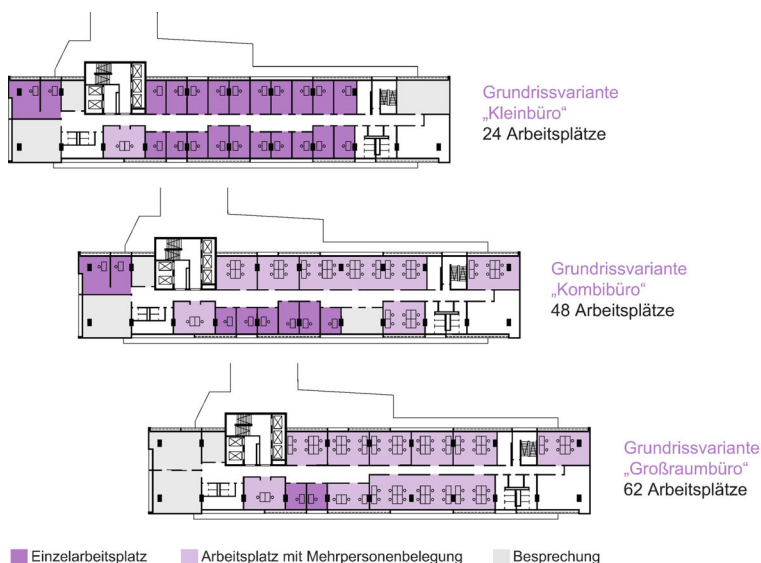 Grundrissvariante
„Kleinbüro“
24 Arbeitsplätze
Grundrissvariante
„Kombibüro“
48 Arbeitsplätze
Grundrissvariante
„Großraumbüro“
62 Arbeitsplätze
Einzelarbeitsplatz
Arbeitsplatz mit Mehrpersonenbelegung
Besprechung